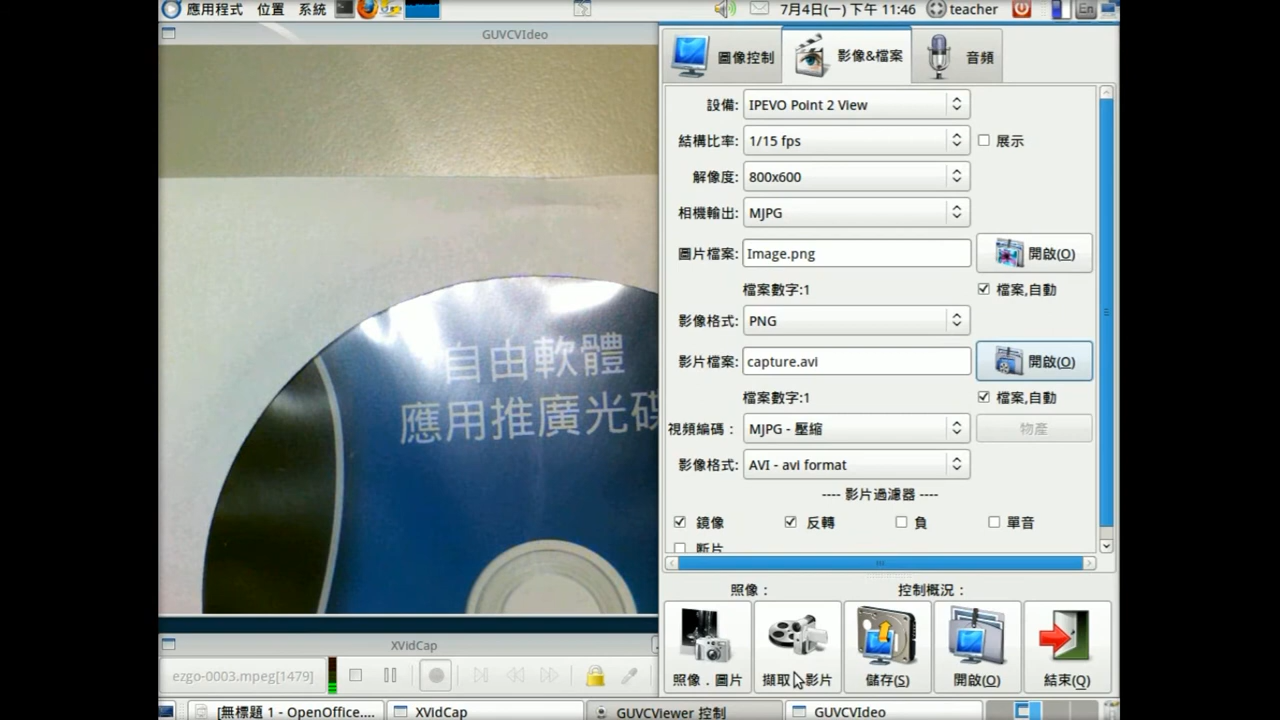 應用程式 位置 系統
7月4日(一) 下午 11:46
teacher
En
GUVCVIdeo
自由軟體
應用推廣光碟
圖像控制
影像&檔案
音頻
設備: IPEVO Point 2 View
結構比率: 1/15 fps 展示
解像度: 800x600
相機輸出: MJPG
圖片檔案: Image.png 開啟(O)
檔案數字:1 檔案,自動
影像格式: PNG
影片檔案: capture.avi 開啟(O)
檔案數字:1 檔案,自動
視頻編碼： MJPG - 壓縮 物產
影像格式: AVI - avi format
---- 影片過濾器 ----
鏡像 反轉 負 單音
断片
照像： 控制概況：
照像．圖片 擷取 影片 儲存(S) 開啟(O) 結束(Q)
XVidCap
ezgo-0003.mpeg[1479]
[無標題 1 - OpenOffice.... XVidCap GUVCViewer 控制 GUVCVIdeo